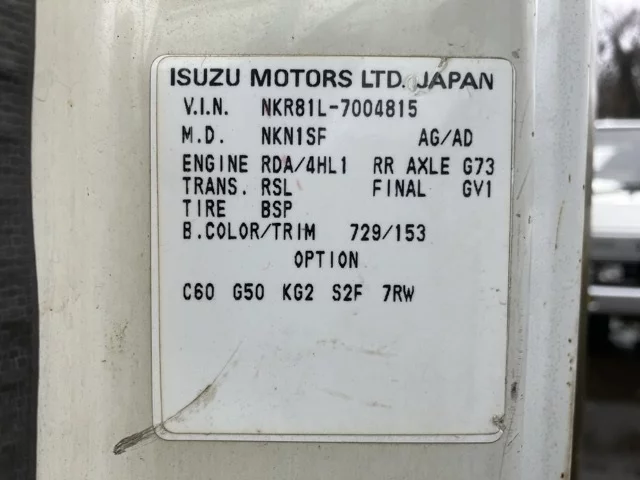 ISUZU MOTORS LTD. JAPAN
V.I.N. NKR81L-7004815
M.D. NKN1SF AG/AD
ENGINE RDA/4HL1 RR AXLE G73
TRANS. RSL FINAL GV1
TIRE BSP
B.COLOR/TRIM 729/153
OPTION
C60 G50 KG2 S2F 7RW